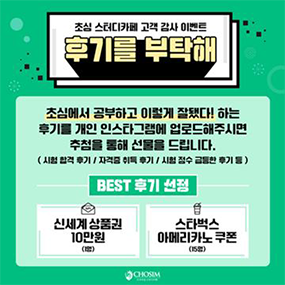 초심 스터디카페 고객 감사 이벤트
후기를 부탁해
초심에서 공부하고 이렇게 잘됐다! 하는
후기를 개인 인스타그램에 업로드해주시면
추첨을 통해 선물을 드립니다.
( 시험 합격 후기 / 자격증 취득 후기 / 시험 점수 급등한 후기 등 )
BEST 후기 선정
신세계 상품권
10만원
(1명)
스타벅스
아메리카노 쿠폰
(15명)
CHOSIM